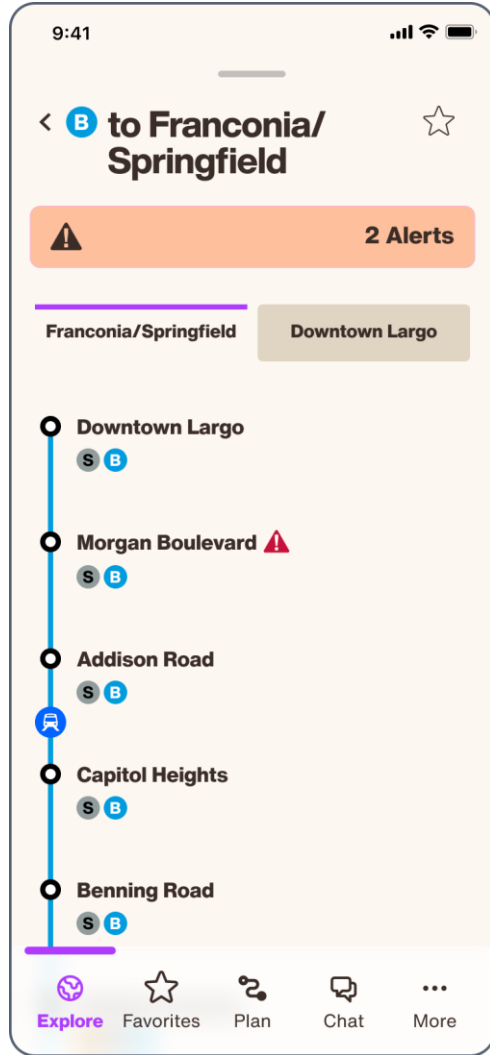 9:41
B to Franconia/
Springfield
2 Alerts
Franconia/Springfield Downtown Largo
Downtown Largo
S B
Morgan Boulevard
S B
Addison Road
S B
Capitol Heights
S B
Benning Road
S B
Explore Favorites Plan Chat More